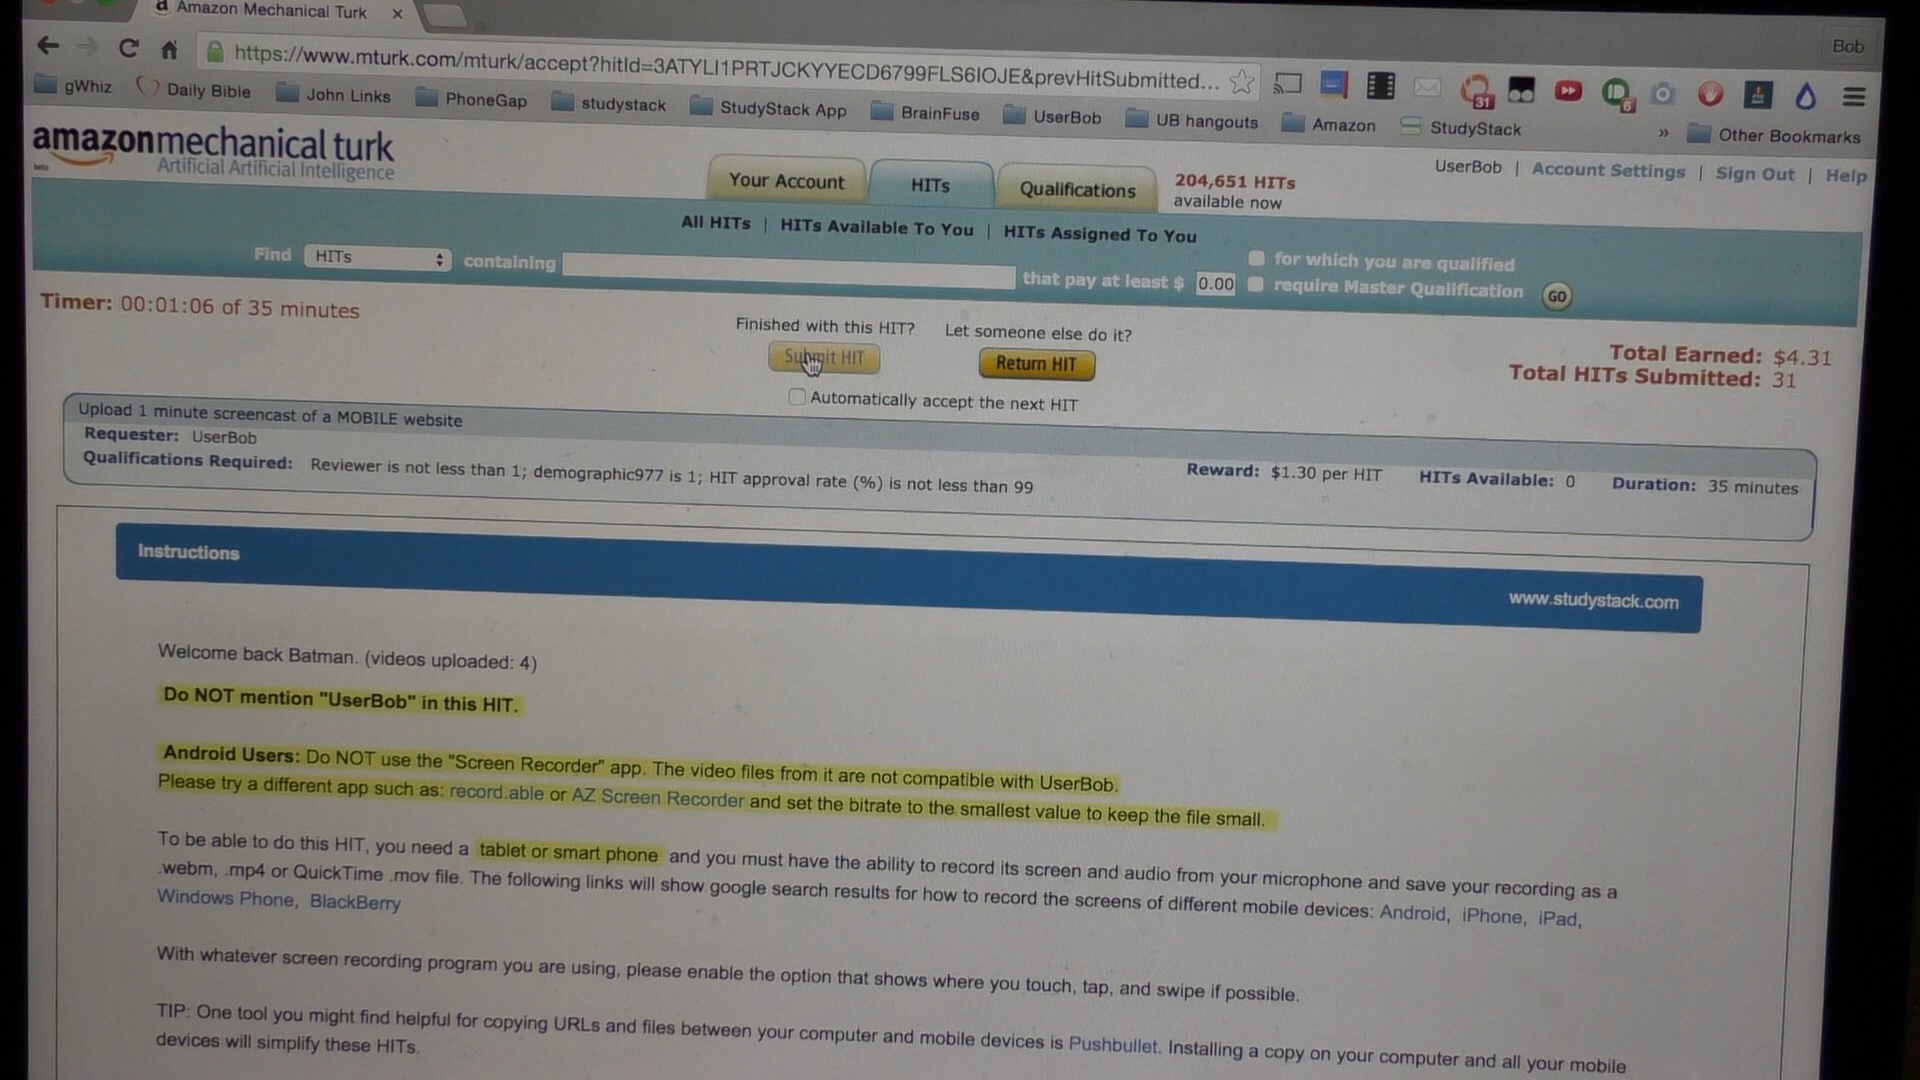 Amazon Mechanical Turk
Bob
https://www.mturk.com/mturk/accept?hitId=3ATYLI1PRTJCKYYECD6799FLS6IOJE&prevHitSubmitted...
31
6
gWhiz
Daily Bible
John Links
PhoneGap
studystack
StudyStack App
BrainFuse
UserBob
UB hangouts
Amazon
StudyStack
»
Other Bookmarks
amazonmechanical turk
beta
Artificial Artificial Intelligence
Your Account
HITs
Qualifications
204,651 HITs
available now
UserBob | Account Settings | Sign Out | Help
All HITs | HITs Available To You | HITs Assigned To You
Find HITs containing that pay at least $ 0.00
for which you are qualified
require Master Qualification
GO
Timer: 00:01:06 of 35 minutes
Finished with this HIT?
Let someone else do it?
Submit HIT
Return HIT
Automatically accept the next HIT
Total Earned: $4.31
Total HITs Submitted: 31
Upload 1 minute screencast of a MOBILE website
Requester: UserBob
Qualifications Required: Reviewer is not less than 1; demographic977 is 1; HIT approval rate (%) is not less than 99
Reward: $1.30 per HIT
HITs Available: 0
Duration: 35 minutes
Instructions
www.studystack.com
Welcome back Batman. (videos uploaded: 4)
Do NOT mention "UserBob" in this HIT.
Android Users: Do NOT use the "Screen Recorder" app. The video files from it are not compatible with UserBob.
Please try a different app such as: record.able or AZ Screen Recorder and set the bitrate to the smallest value to keep the file small.
To be able to do this HIT, you need a tablet or smart phone and you must have the ability to record its screen and audio from your microphone and save your recording as a
.webm, .mp4 or QuickTime .mov file. The following links will show google search results for how to record the screens of different mobile devices: Android, iPhone, iPad,
Windows Phone, BlackBerry
With whatever screen recording program you are using, please enable the option that shows where you touch, tap, and swipe if possible.
TIP: One tool you might find helpful for copying URLs and files between your computer and mobile devices is Pushbullet. Installing a copy on your computer and all your mobile
devices will simplify these HITs.